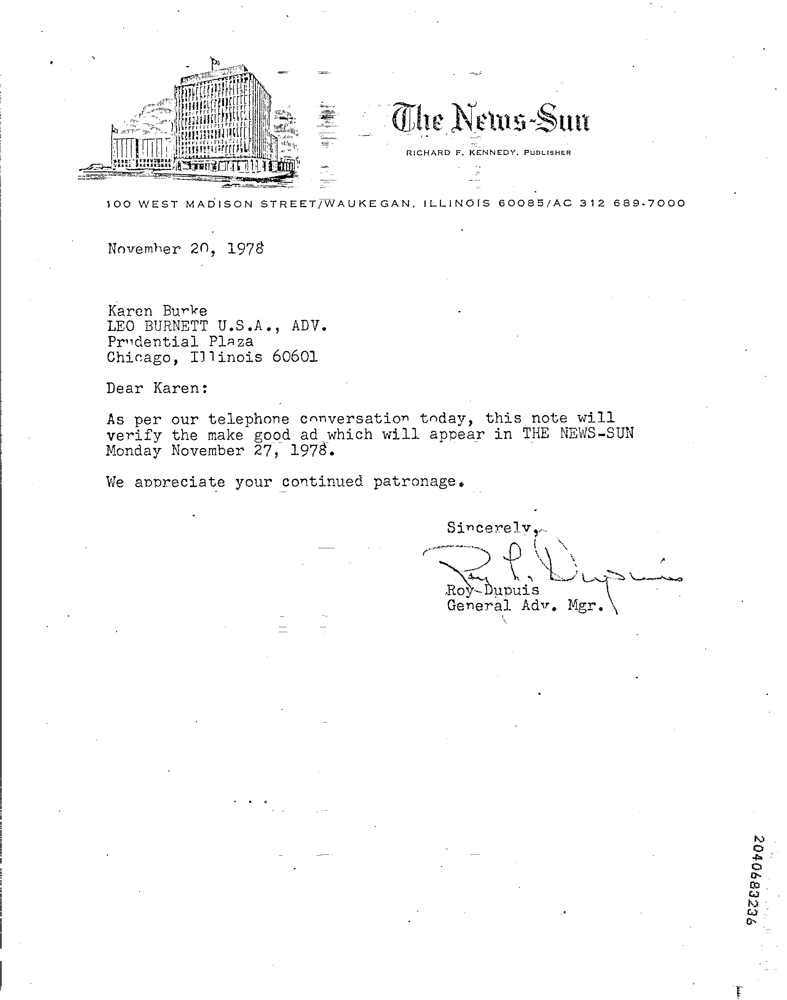 The News-Sun
RICHARD F. KENNEDY, PUBLISHER
100 WEST MADISON STREET/WAUKEGAN, ILLINOIS 60085/AC 312 689-7000
November 20, 1978
Karen Burke
LEO BURNETT U.S.A., ADV.
Prudential Plaza
Chicago, Illinois 60601
Dear Karen:
As per our telephone conversation today, this note will
verify the make good ad which will appear in THE NEWS-SUN
Monday November 27, 1978.
We appreciate your continued patronage.
Sincerely,
Roy L. Dupuis
Roy Dupuis
General Adv. Mgr.
2040683236